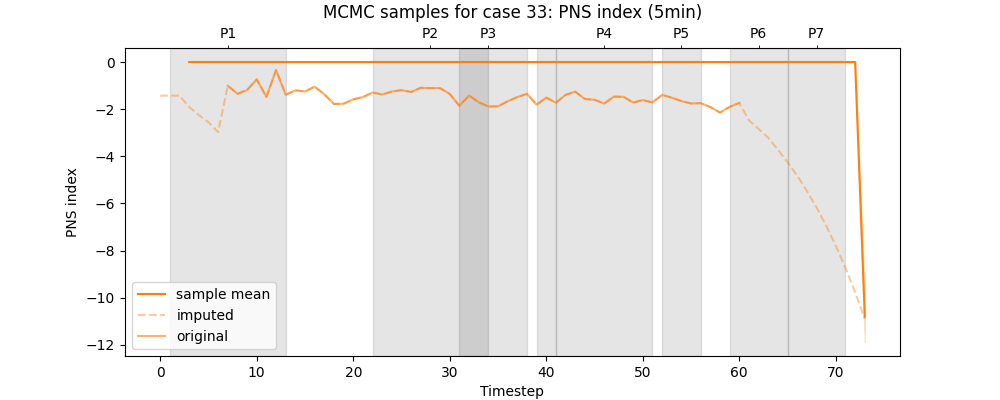 MCMC samples for case 33: PNS index (5min)
P1 P2 P3 P4 P5 P6 P7
0
−2
−4
−6
−8
−10
−12
PNS index
sample mean
imputed
original
0 10 20 30 40 50 60 70
Timestep